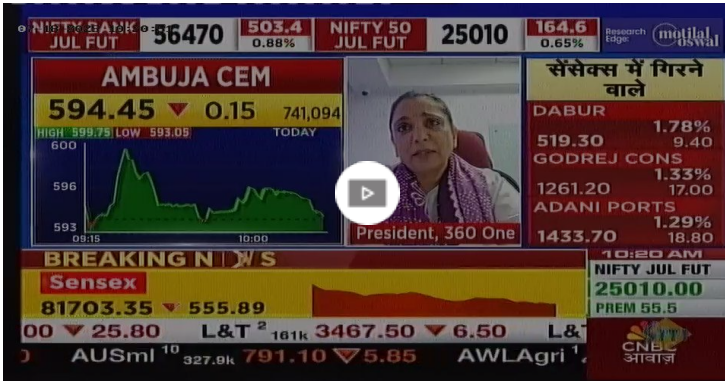 NIFTY BANK JUL FUT 56470 503.4 0.88%
NIFTY 50 JUL FUT 25010 164.6 0.65%
Research Edge: motilal oswal
AMBUJA CEM
594.45 0.15 741,094
HIGH 599.75 LOW 593.05 TODAY
600
596
593
09:15 10:00
President, 360 One
सेंसेक्स में गिरने
वाले
DABUR
1.78%
519.30 9.40
GODREJ CONS
1.33%
1261.20 17.00
ADANI PORTS
1.29%
1433.70 18.80
BREAKING NEWS
Sensex
81703.35 555.89
10:20 AM
NIFTY JUL FUT
25010.00
PREM 55.5
00 25.80 L&T 2 161k 3467.50 6.50 L&T
CNBC
आवाज़
AUSml 10 327.9k 791.10 5.85 AWLAgri